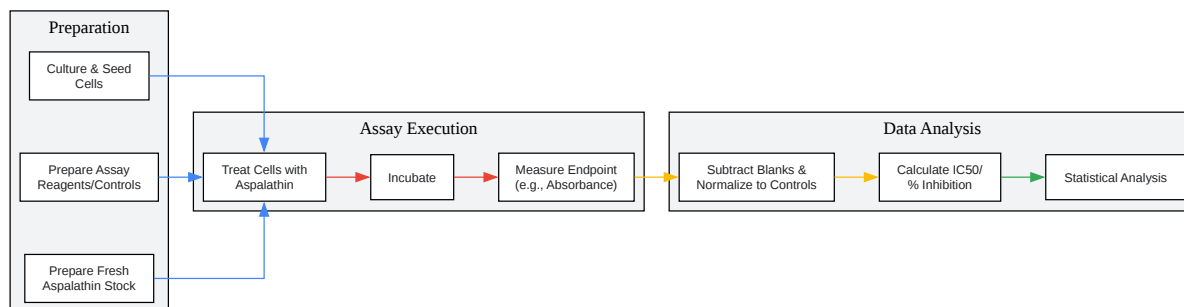 Preparation
Culture & Seed
Cells
Prepare Assay
Reagents/Controls
Prepare Fresh
Aspalathin Stock
Assay Execution
Treat Cells with
Aspalathin
Incubate
Measure Endpoint
(e.g., Absorbance)
Data Analysis
Subtract Blanks &
Normalize to Controls
Calculate IC50/
% Inhibition
Statistical Analysis